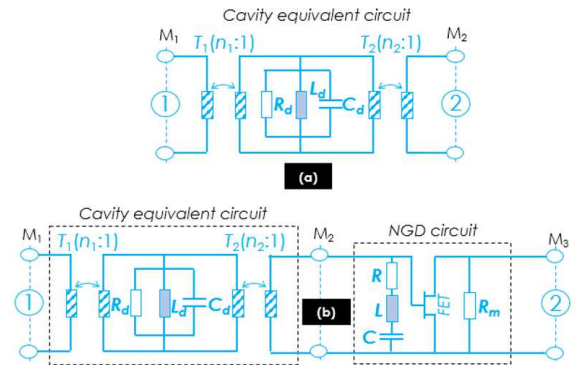 Cavity equivalent circuit
M1 T1(n1:1) T2(n2:1) M2
1 Rd Ld Cd 2
(a)
Cavity equivalent circuit
M1 T1(n1:1) T2(n2:1) M2 NGD circuit M3
1 Rd Ld Cd (b) R L C FET Rm 2